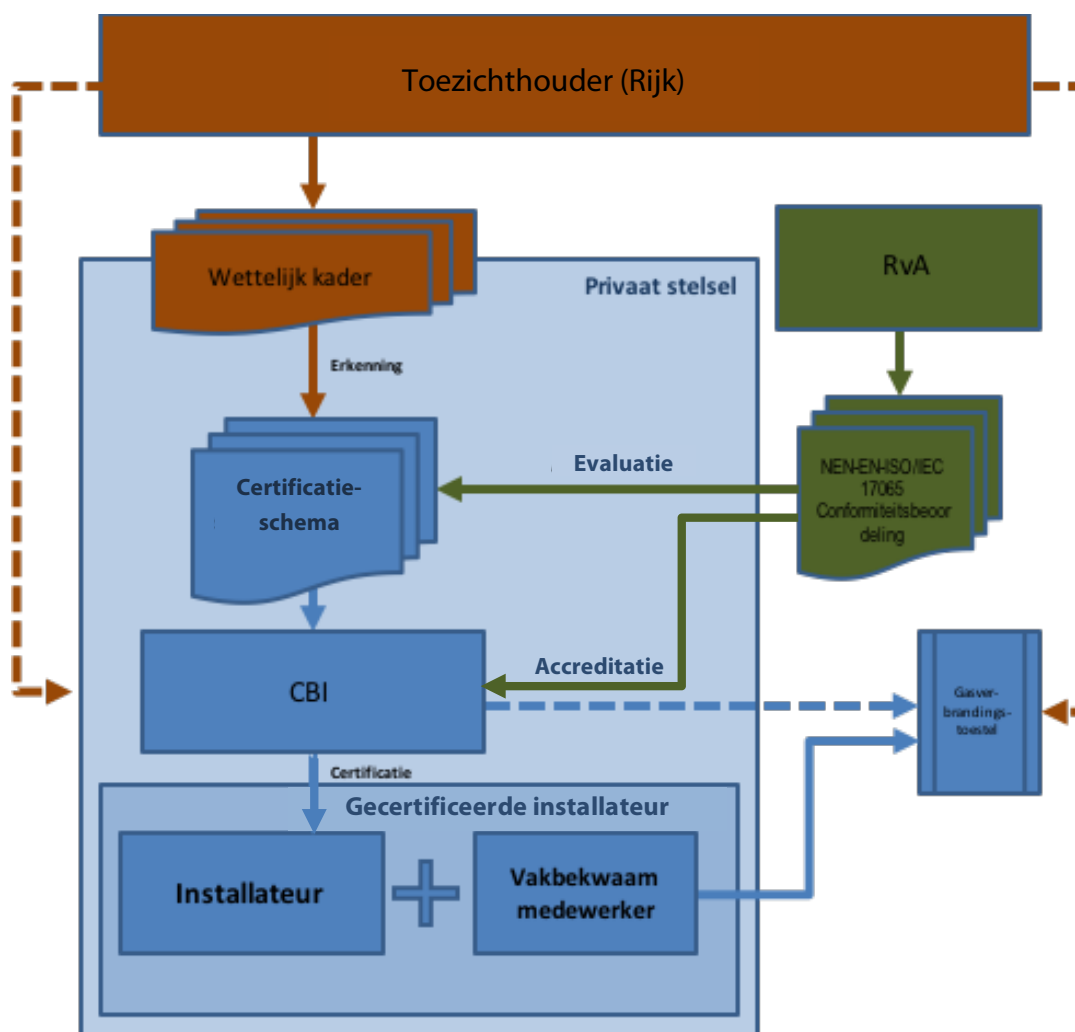 Toezichthouder (Rijk)
Wettelijk kader
Privaat stelsel
RvA
Erkenning
Evaluatie
NEN-EN-ISO/IEC
17065
Conformiteitsbeoor
deling
Certificatie-
schema
Accreditatie
CBI
Gasver-
brandings-
toestel
Certificatie
Gecertificeerde installateur
Installateur
Vakbekwaam
medewerker